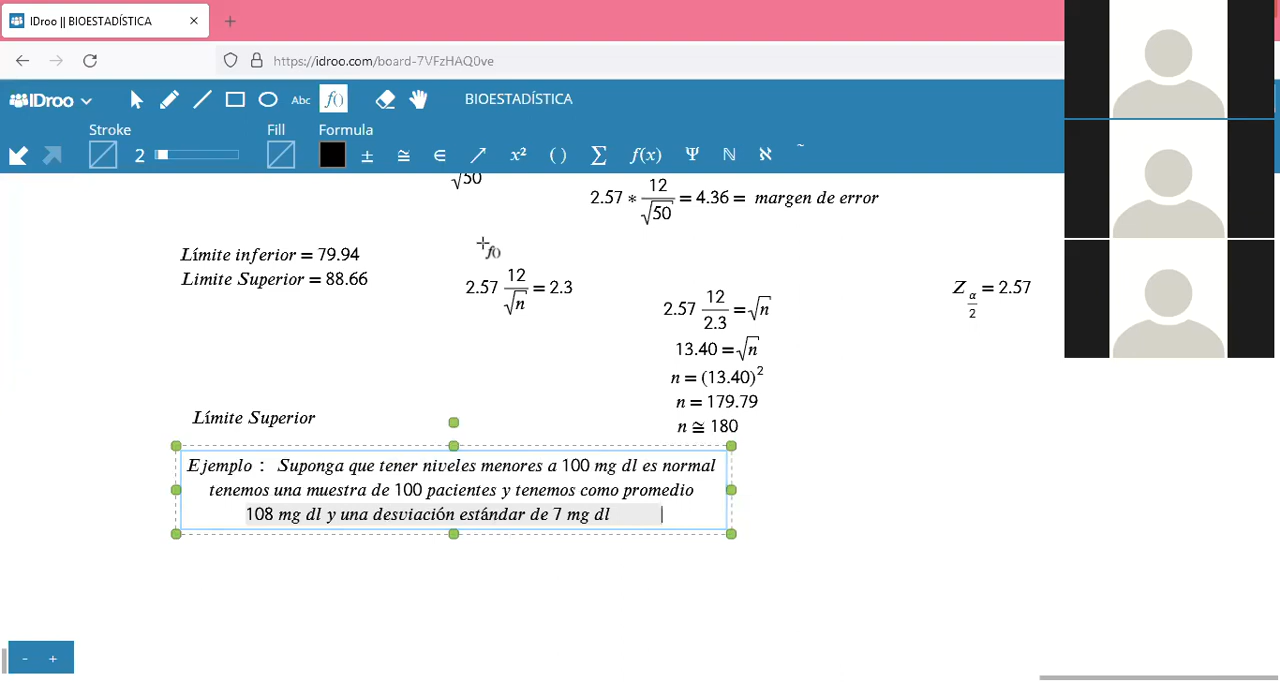 IDroo || BIOESTADÍSTICA
https://idroo.com/board-7VFzHAQ0ve
IDroo Abc f() BIOESTADÍSTICA
Stroke Fill Formula
2 ± ≅ ∈ x² ( ) ∑ f(x) Ψ ℕ ℵ ~
√50
2.57 ∗ 12/√50 = 4.36 = margen de error
f()
Límite inferior = 79.94
Limite Superior = 88.66
2.57 12/√n = 2.3
2.57 12/2.3 = √n
Z α/2 = 2.57
13.40 = √n
n = (13.40)²
n = 179.79
n ≅ 180
Límite Superior
Ejemplo : Suponga que tener niveles menores a 100 mg dl es normal
tenemos una muestra de 100 pacientes y tenemos como promedio
108 mg dl y una desviación estándar de 7 mg dl
- +